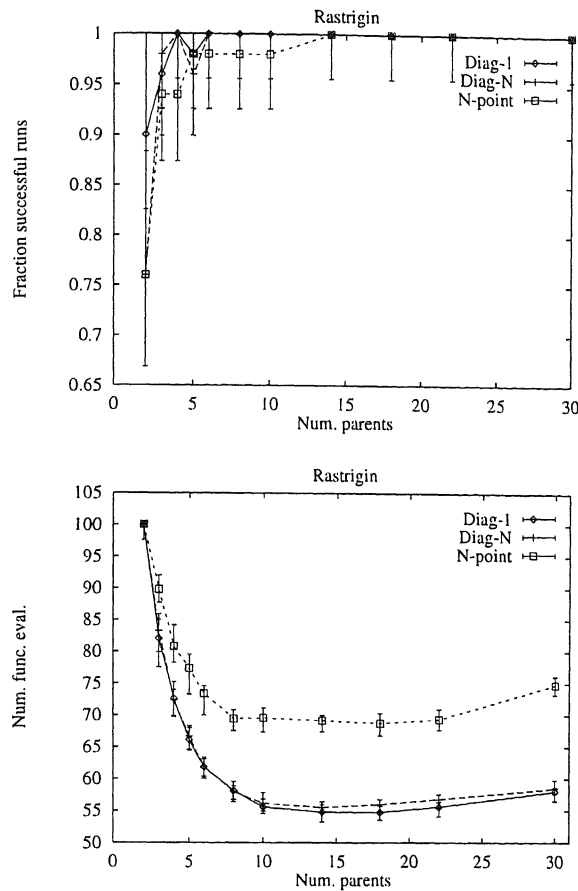 Rastrigin
1
0.95
0.9
0.85
0.8
0.75
0.7
0.65
Fraction successful runs
Diag-1
Diag-N
N-point
0 5 10 15 20 25 30
Num. parents
Rastrigin
105
100
95
90
85
80
75
70
65
60
55
50
Num. func. eval.
Diag-1
Diag-N
N-point
0 5 10 15 20 25 30
Num. parents